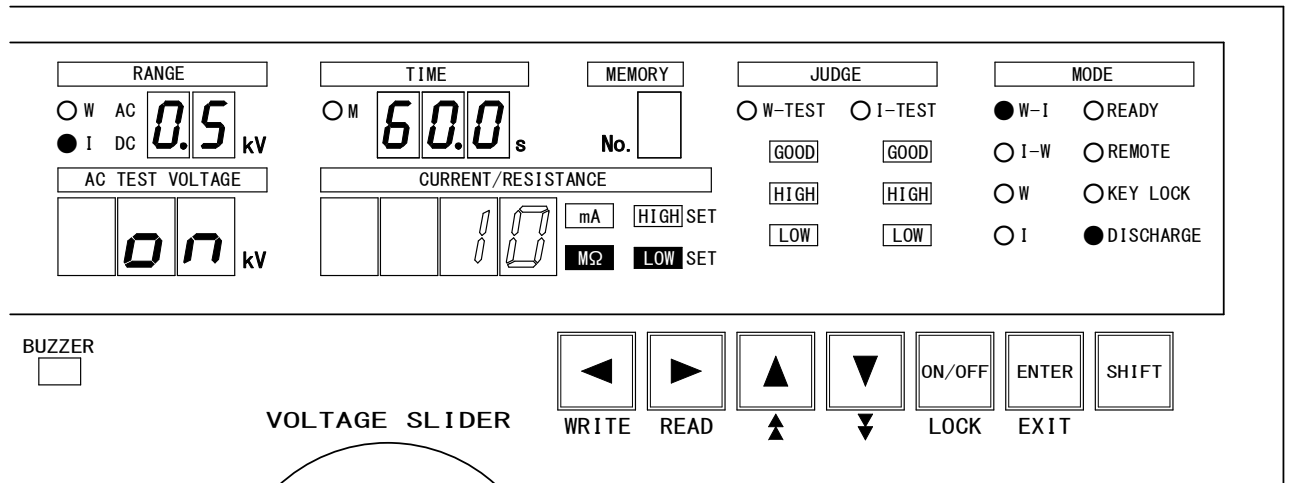 RANGE TIME MEMORY JUDGE MODE
W AC 0.5 kV M 60.0 s No. W-TEST I-TEST W-I READY
I DC GOOD GOOD I-W REMOTE
AC TEST VOLTAGE CURRENT/RESISTANCE HIGH HIGH W KEY LOCK
on kV 10 mA HIGH SET LOW LOW I DISCHARGE
MΩ LOW SET
BUZZER
ON/OFF ENTER SHIFT
VOLTAGE SLIDER WRITE READ LOCK EXIT